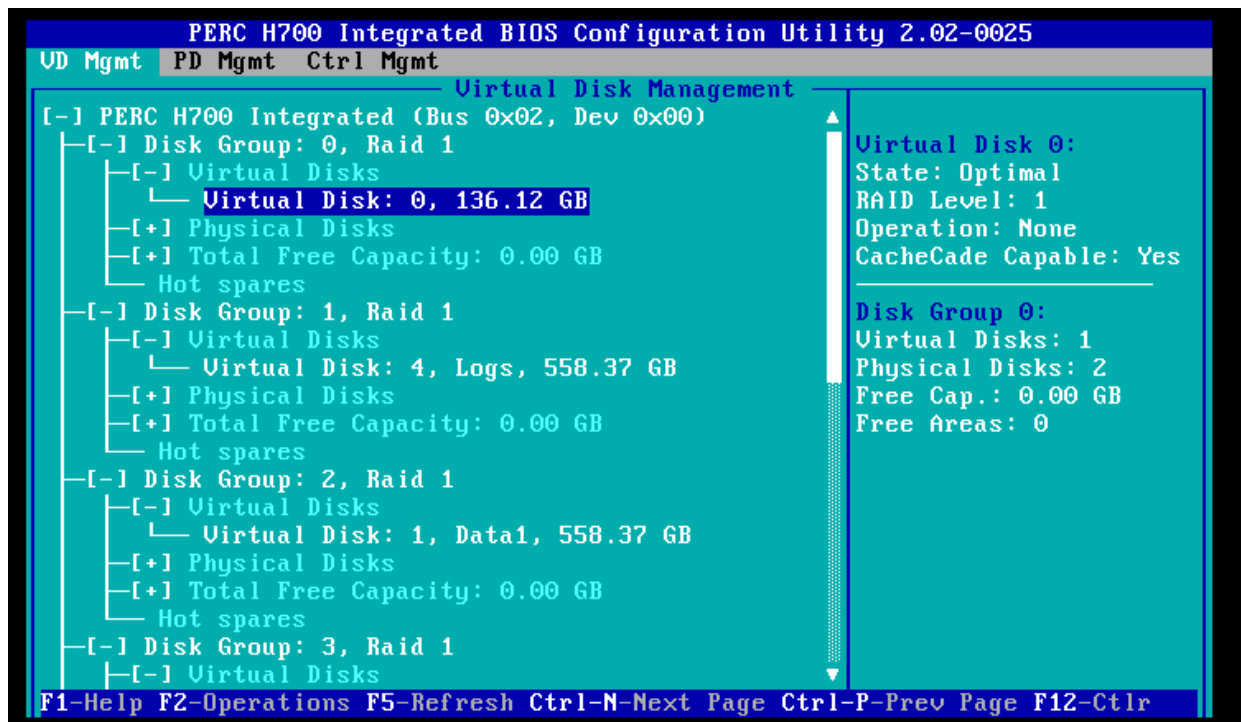 PERC H700 Integrated BIOS Configuration Utility 2.02-0025
VD Mgmt PD Mgmt Ctrl Mgmt
Virtual Disk Management
[-] PERC H700 Integrated (Bus 0x02, Dev 0x00)
[-] Disk Group: 0, Raid 1
[-] Virtual Disks
Virtual Disk: 0, 136.12 GB
[+] Physical Disks
[+] Total Free Capacity: 0.00 GB
Hot spares
[-] Disk Group: 1, Raid 1
[-] Virtual Disks
Virtual Disk: 4, Logs, 558.37 GB
[+] Physical Disks
[+] Total Free Capacity: 0.00 GB
Hot spares
[-] Disk Group: 2, Raid 1
[-] Virtual Disks
Virtual Disk: 1, Data1, 558.37 GB
[+] Physical Disks
[+] Total Free Capacity: 0.00 GB
Hot spares
[-] Disk Group: 3, Raid 1
[-] Virtual Disks
Virtual Disk 0:
State: Optimal
RAID Level: 1
Operation: None
CacheCade Capable: Yes
Disk Group 0:
Virtual Disks: 1
Physical Disks: 2
Free Cap.: 0.00 GB
Free Areas: 0
F1-Help F2-Operations F5-Refresh Ctrl-N-Next Page Ctrl-P-Prev Page F12-Ctlr